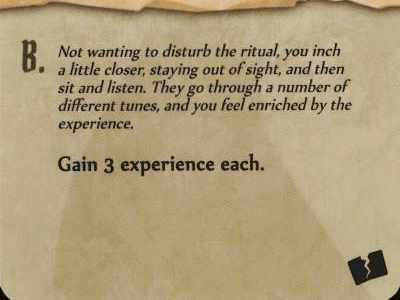 B. Not wanting to disturb the ritual, you inch
a little closer, staying out of sight, and then
sit and listen. They go through a number of
different tunes, and you feel enriched by the
experience.
Gain 3 experience each.